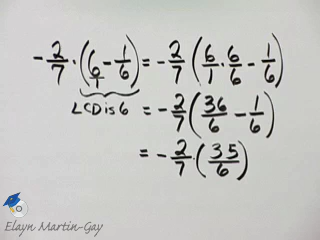 -2/7 · (6/1 - 1/6) = -2/7 (6/1 · 6/6 - 1/6)
LCD is 6 = -2/7 (36/6 - 1/6)
= -2/7 · (35/6)
Elayn Martin-Gay